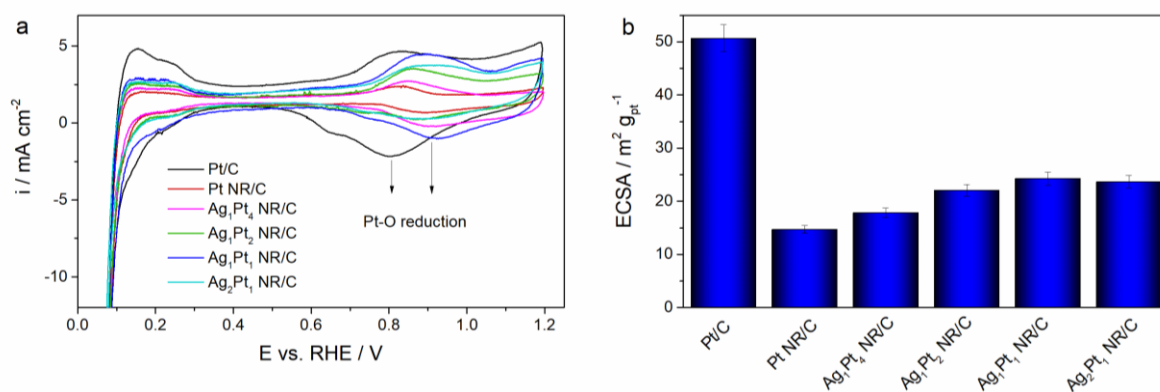 a
i / mA cm⁻²
5
0
-5
-10
Pt/C
Pt NR/C
Ag₁Pt₄ NR/C
Ag₁Pt₂ NR/C
Ag₁Pt₁ NR/C
Ag₂Pt₁ NR/C
Pt-O reduction
0.0 0.2 0.4 0.6 0.8 1.0 1.2
E vs. RHE / V
b
ECSA / m² gₚₜ⁻¹
50
40
30
20
10
0
Pt/C
Pt NR/C
Ag₁Pt₄ NR/C
Ag₁Pt₂ NR/C
Ag₁Pt₁ NR/C
Ag₂Pt₁ NR/C